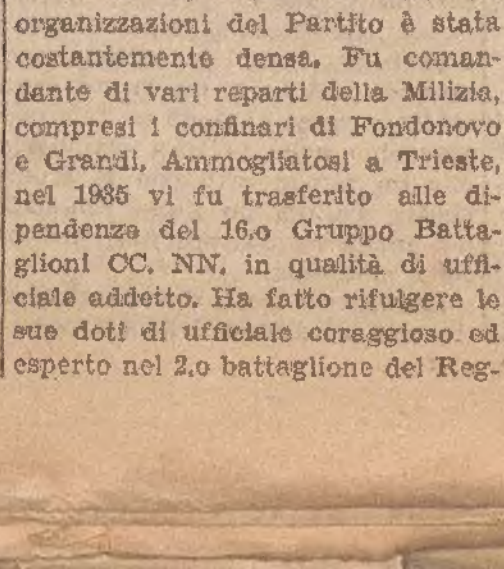 organizzazioni del Partito è stata
costantemente densa. Fu coman-
dante di vari reparti della Milizia,
compresi i confinari di Fondonovo
e Grandi. Ammogliatosi a Trieste,
nel 1935 vi fu trasferito alle di-
pendenze del 16.o Gruppo Batta-
glioni CC. NN. in qualità di uffi-
ciale addetto. Ha fatto rifulgere le
sue doti di ufficiale coraggioso ed
esperto nel 2.o battaglione del Reg-